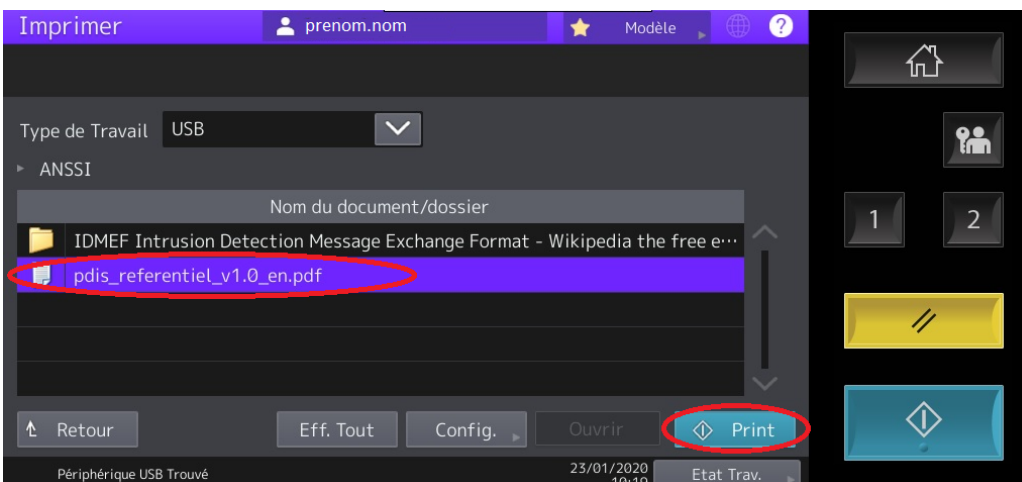 Imprimer
prenom.nom
Modèle
?
Type de Travail USB
ANSSI
Nom du document/dossier
IDMEF Intrusion Detection Message Exchange Format - Wikipedia the free e…
pdis_referentiel_v1.0_en.pdf
1 2
Retour Eff. Tout Config. Ouvrir Print
Périphérique USB Trouvé
23/01/2020
Etat Trav.